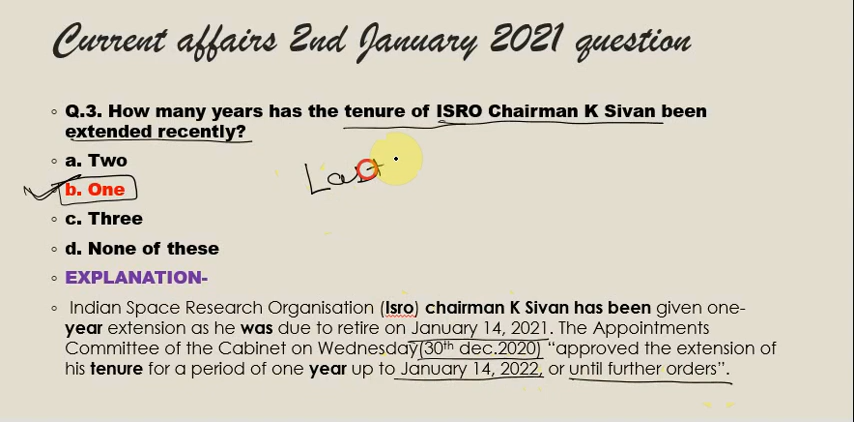 Current affairs 2nd January 2021 question
Q.3. How many years has the tenure of ISRO Chairman K Sivan been
extended recently?
a. Two
Last
b. One
c. Three
d. None of these
EXPLANATION-
Indian Space Research Organisation (Isro) chairman K Sivan has been given one-
year extension as he was due to retire on January 14, 2021. The Appointments
Committee of the Cabinet on Wednesday(30th dec.2020) “approved the extension of
his tenure for a period of one year up to January 14, 2022, or until further orders”.